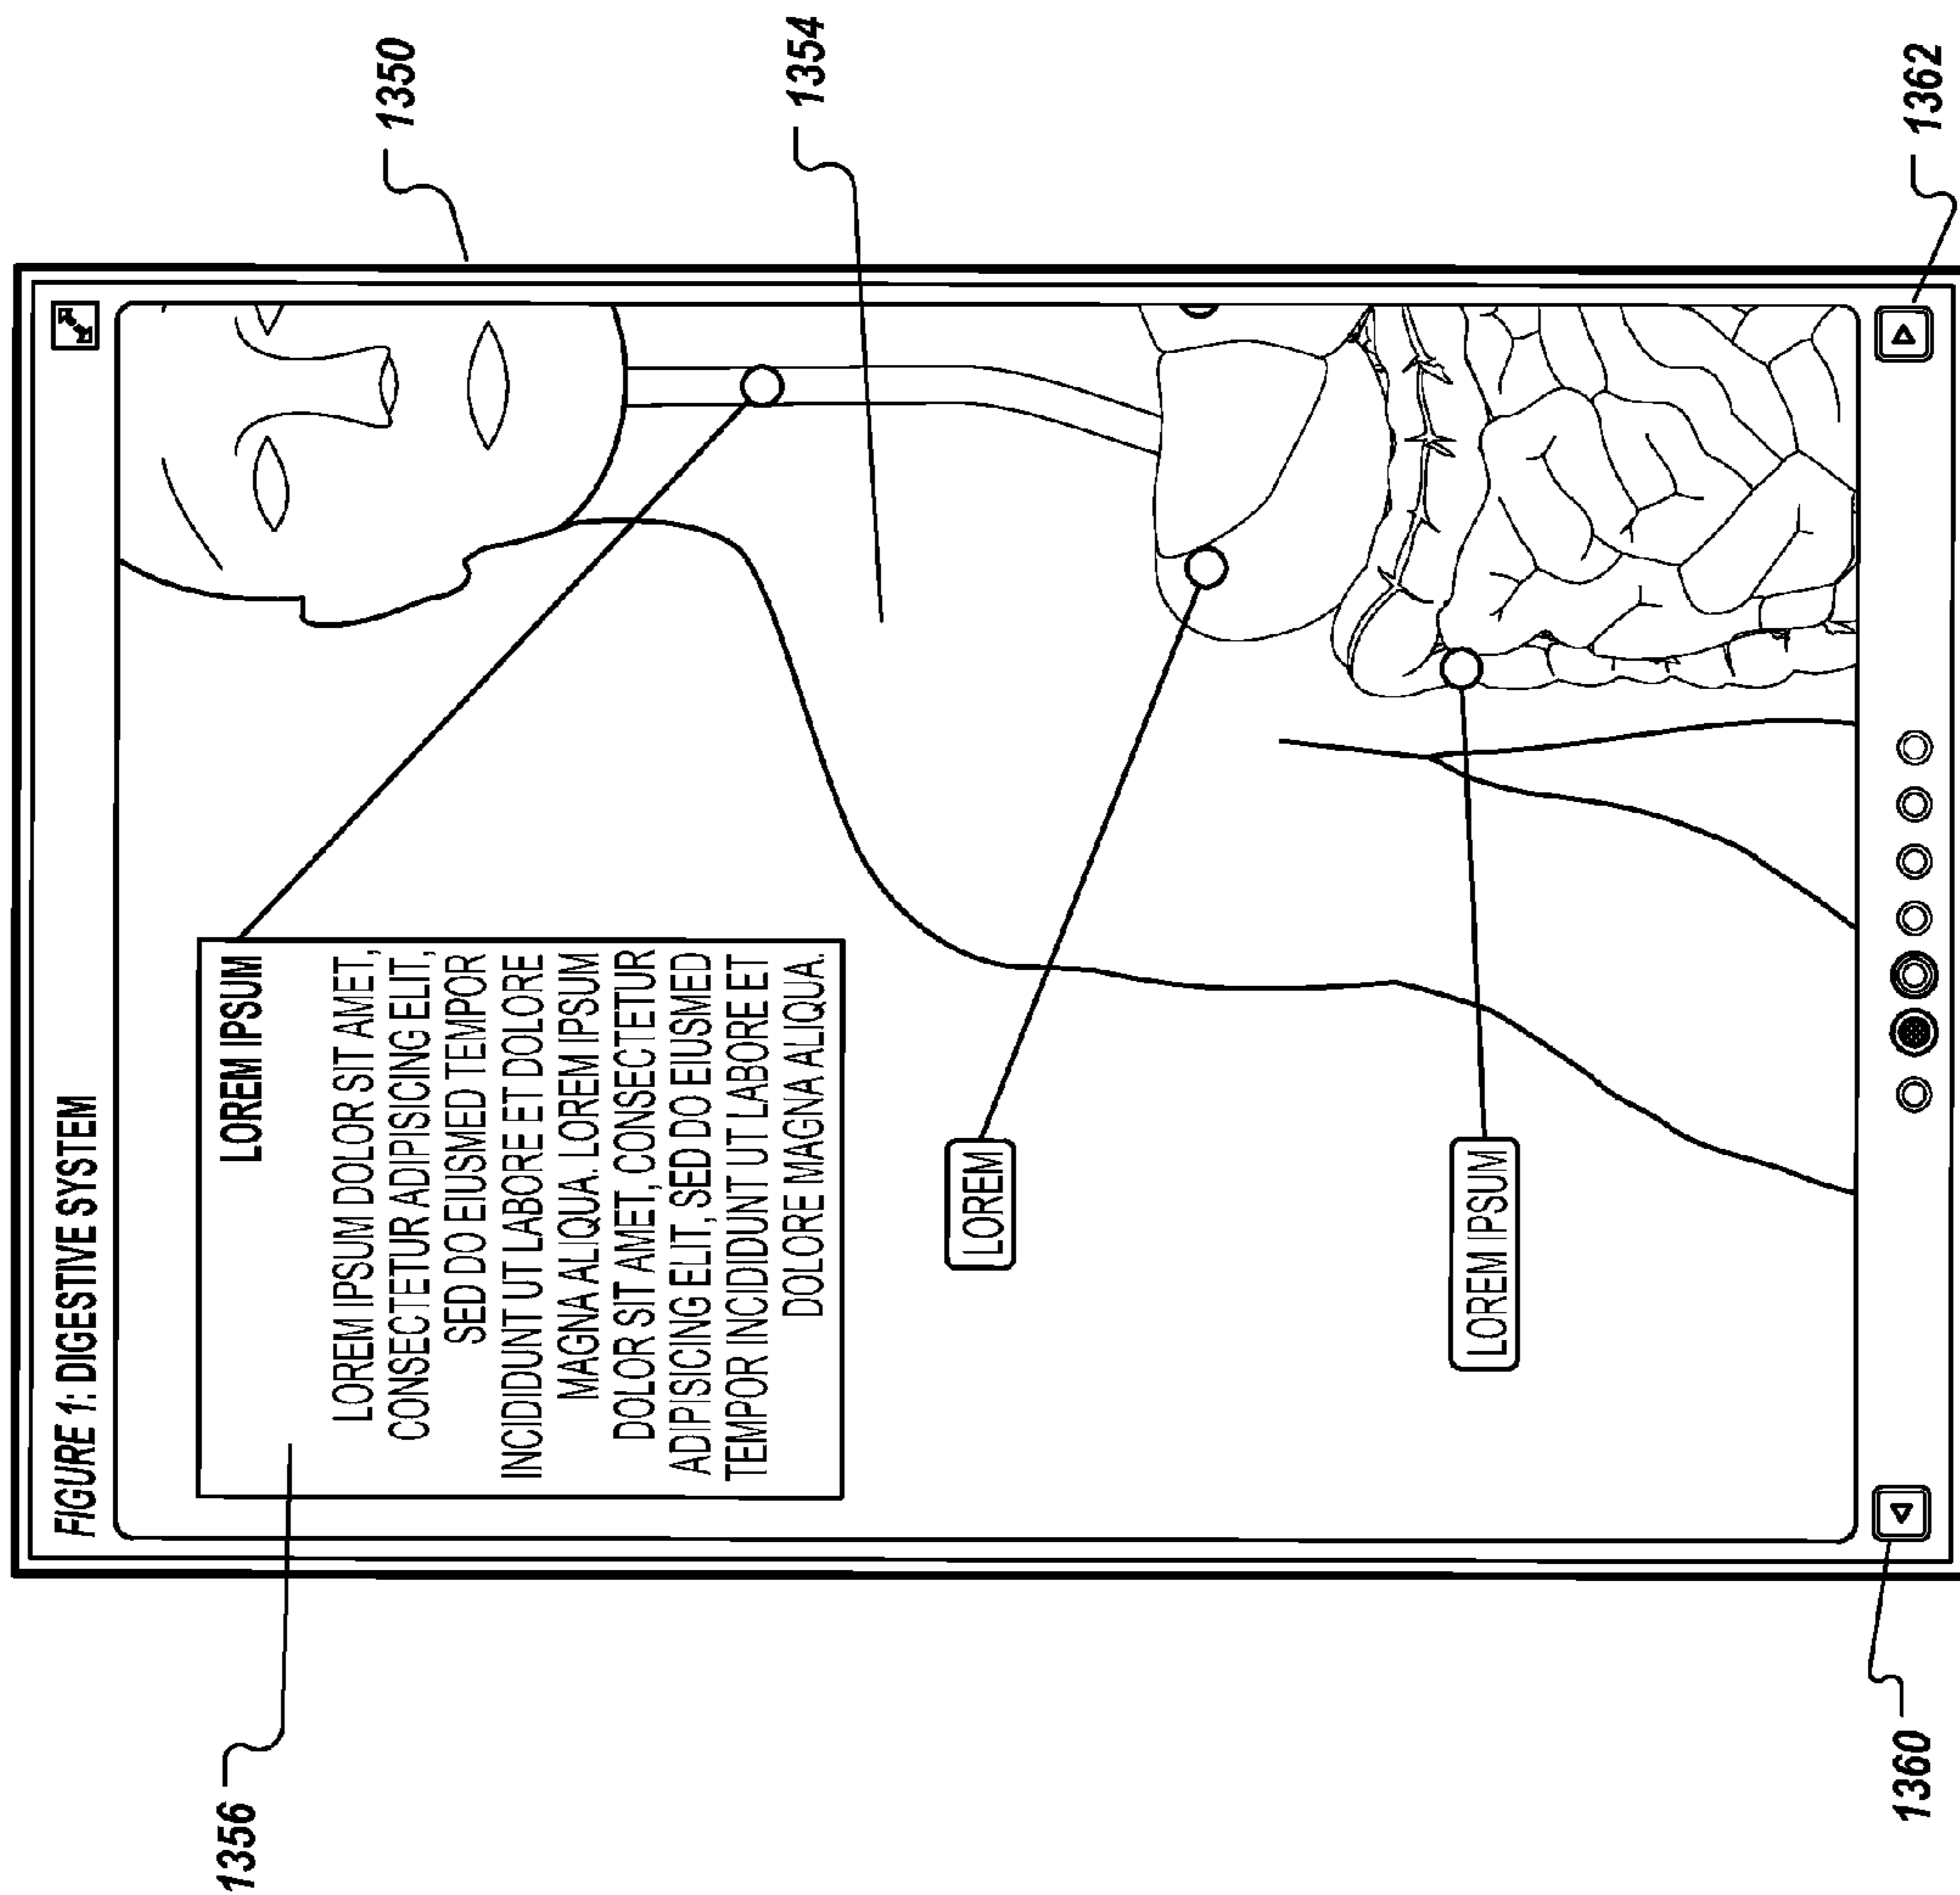 FIGURE 1: DIGESTIVE SYSTEM
1350
1356
LOREM IPSUM
LOREM IPSUM DOLOR SIT AMET,
CONSECTETUR ADIPISICING ELIT,
SED DO EIUSMED TEMPOR
INCIDIDUNT UT LABORE ET DOLORE
MAGNA ALIQUA. LOREM IPSUM
DOLOR SIT AMET, CONSECTETUR
ADIPISICING ELIT, SED DO EIUSMED
TEMPOR INCIDIDUNT UT LABORE ET
DOLORE MAGNA ALIQUA.
1354
LOREM
LOREM IPSUM
1360
1362